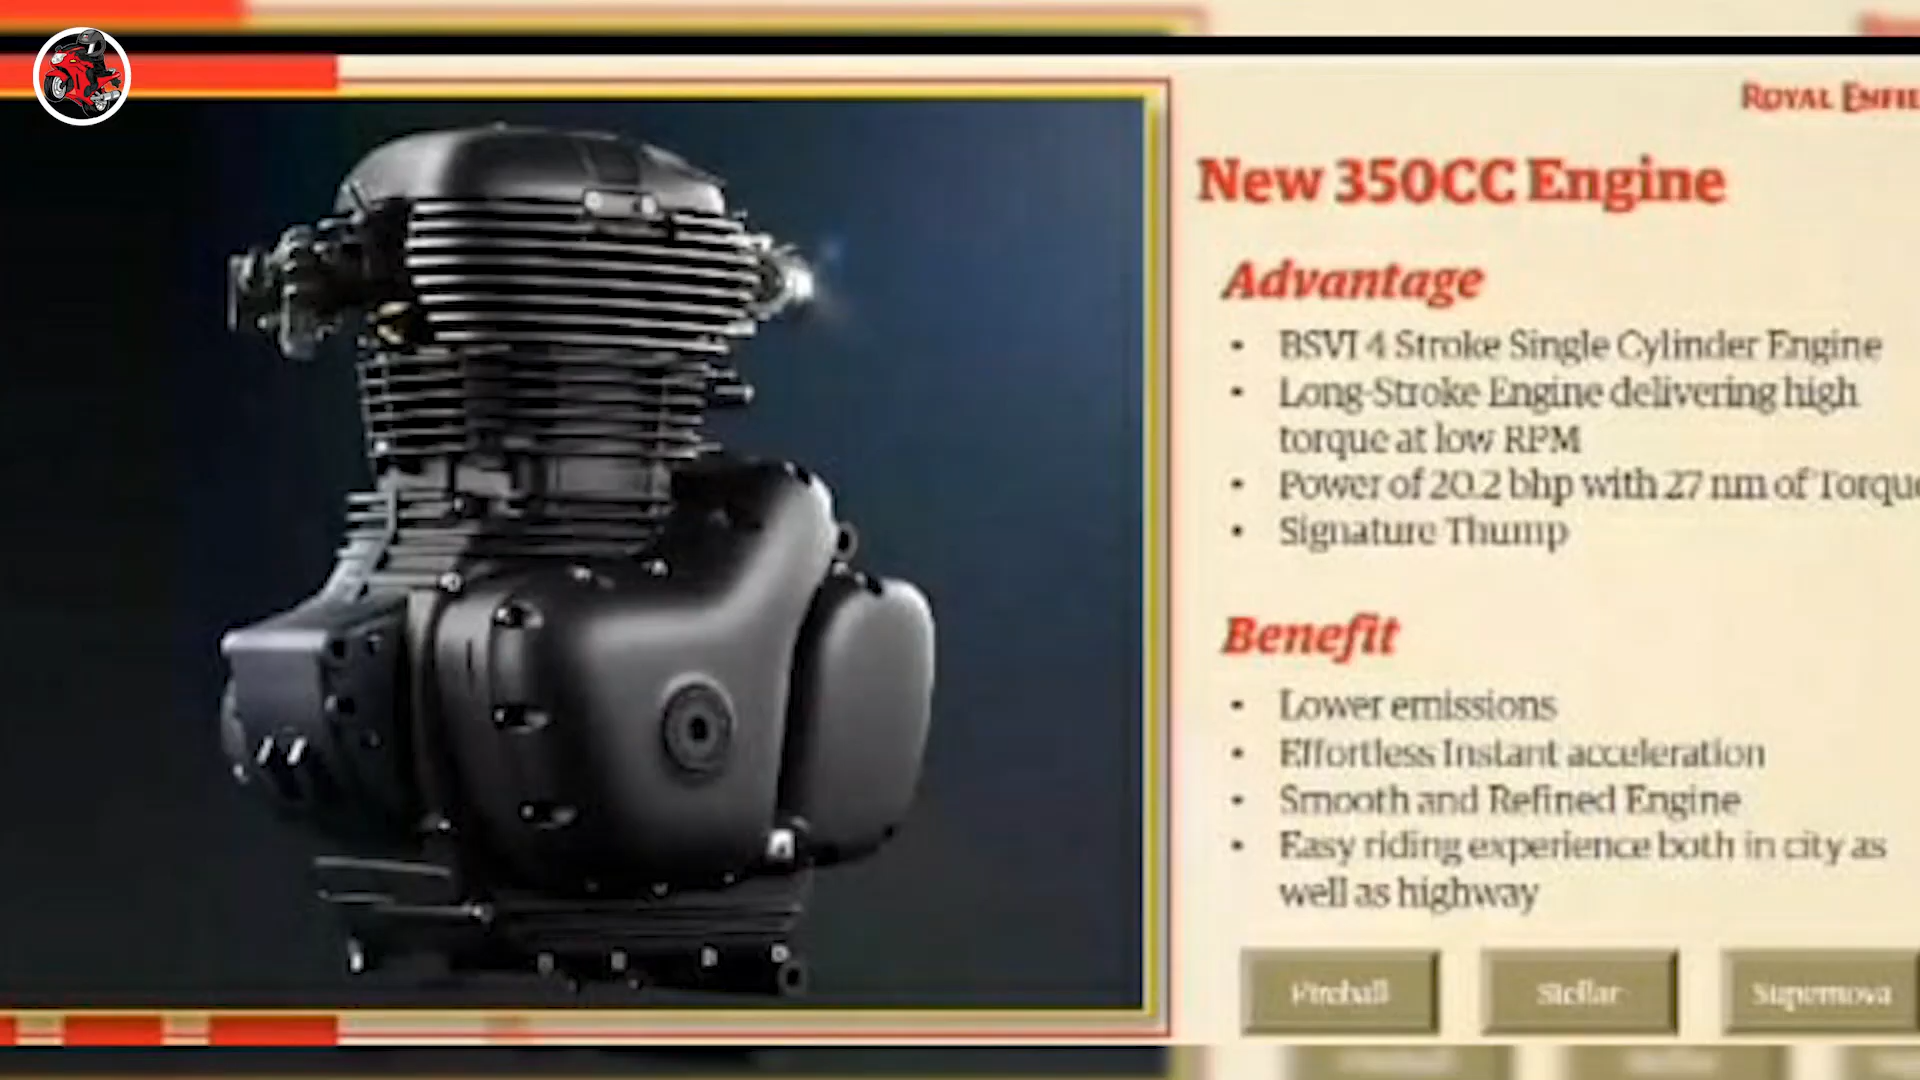 ROYAL ENFIE
New 350CC Engine
Advantage
• BSVI 4 Stroke Single Cylinder Engine
• Long-Stroke Engine delivering high
torque at low RPM
• Power of 20.2 bhp with 27 nm of Torque
• Signature Thump
Benefit
• Lower emissions
• Effortless Instant acceleration
• Smooth and Refined Engine
• Easy riding experience both in city as
well as highway
Fireball
Stellar
Supernova